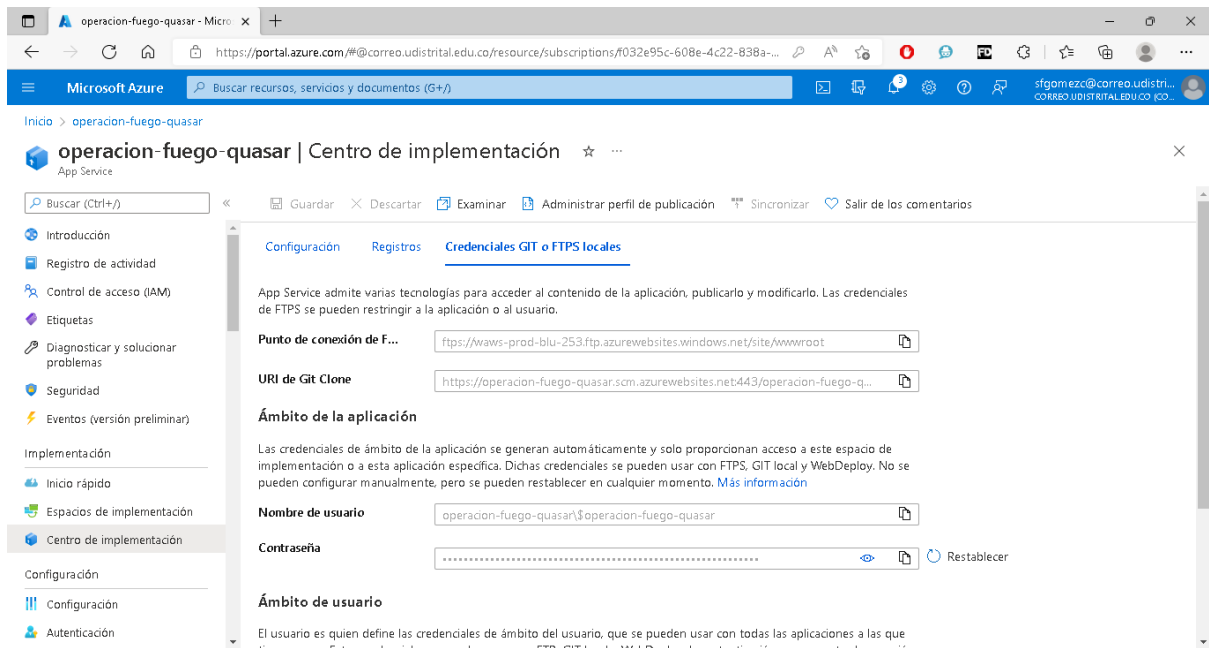 operacion-fuego-quasar - Micro
https://portal.azure.com/#@correo.udistrital.edu.co/resource/subscriptions/f032e95c-608e-4c22-838a-...
Microsoft Azure
Buscar recursos, servicios y documentos (G+/)
3
sfgomezc@correo.udistri...
CORREO.UDISTRITAL.EDU.CO (CO...
Inicio > operacion-fuego-quasar
operacion-fuego-quasar | Centro de implementación
App Service
Buscar (Ctrl+/)
Guardar Descartar Examinar Administrar perfil de publicación Sincronizar Salir de los comentarios
Introducción
Registro de actividad
Control de acceso (IAM)
Etiquetas
Diagnosticar y solucionar
problemas
Seguridad
Eventos (versión preliminar)
Implementación
Inicio rápido
Espacios de implementación
Centro de implementación
Configuración
Configuración
Autenticación
Configuración Registros Credenciales GIT o FTPS locales
App Service admite varias tecnologías para acceder al contenido de la aplicación, publicarlo y modificarlo. Las credenciales
de FTPS se pueden restringir a la aplicación o al usuario.
Punto de conexión de F...
ftps://waws-prod-blu-253.ftp.azurewebsites.windows.net/site/wwwroot
URI de Git Clone
https://operacion-fuego-quasar.scm.azurewebsites.net:443/operacion-fuego-q...
Ámbito de la aplicación
Las credenciales de ámbito de la aplicación se generan automáticamente y solo proporcionan acceso a este espacio de
implementación o a esta aplicación específica. Dichas credenciales se pueden usar con FTPS, GIT local y WebDeploy. No se
pueden configurar manualmente, pero se pueden restablecer en cualquier momento. Más información
Nombre de usuario
operacion-fuego-quasar\$operacion-fuego-quasar
Contraseña
Restablecer
Ámbito de usuario
El usuario es quien define las credenciales de ámbito del usuario, que se pueden usar con todas las aplicaciones a las que